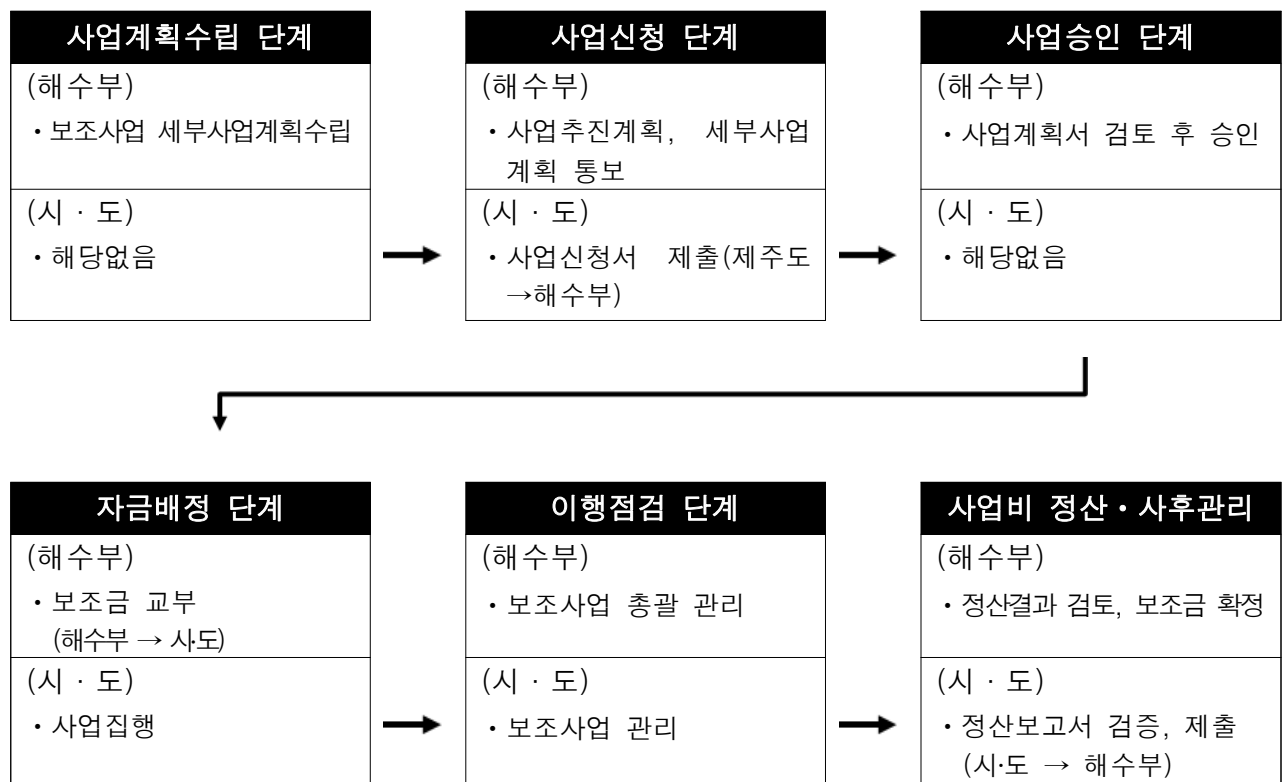 사업계획수립 단계
(해수부)
・보조사업 세부사업계획수립
(시·도)
・해당없음
사업신청 단계
(해수부)
・사업추진계획, 세부사업
계획 통보
(시·도)
・사업신청서 제출(제주도
→해수부)
사업승인 단계
(해수부)
・사업계획서 검토 후 승인
(시·도)
・해당없음
자금배정 단계
(해수부)
・보조금 교부
(해수부 → 시·도)
(시·도)
・사업집행
이행점검 단계
(해수부)
・보조사업 총괄 관리
(시·도)
・보조사업 관리
사업비 정산・사후관리
(해수부)
・정산결과 검토, 보조금 확정
(시·도)
・정산보고서 검증, 제출
(시·도 → 해수부)